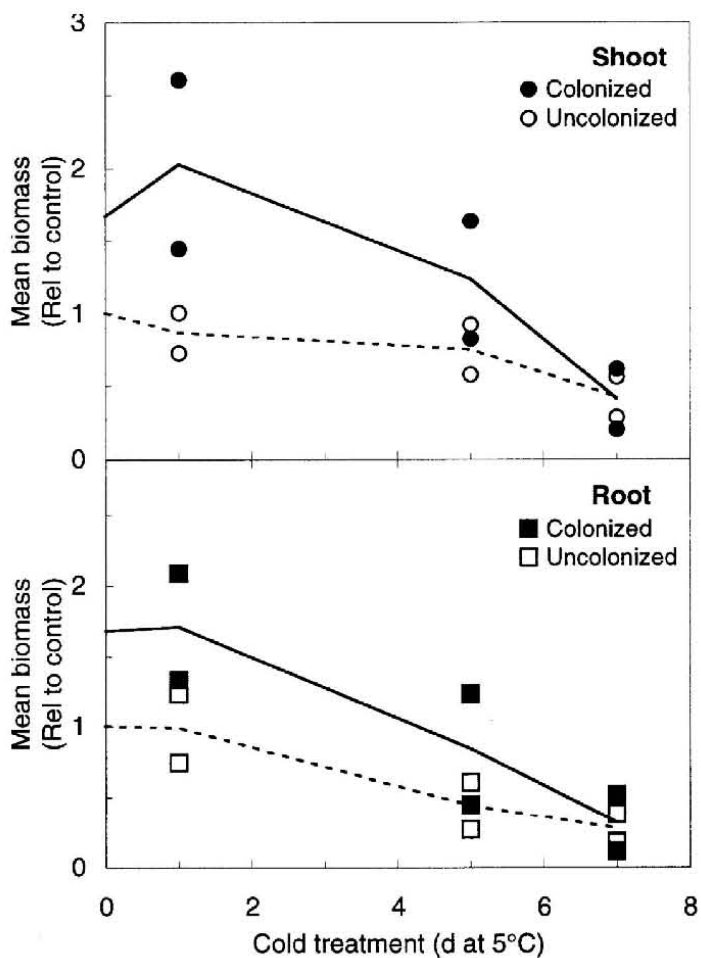 3
Shoot
Colonized
Uncolonized
2
Mean biomass
(Rel to control)
1
0
Root
Colonized
Uncolonized
2
Mean biomass
(Rel to control)
1
0
0 2 4 6 8
Cold treatment (d at 5°C)